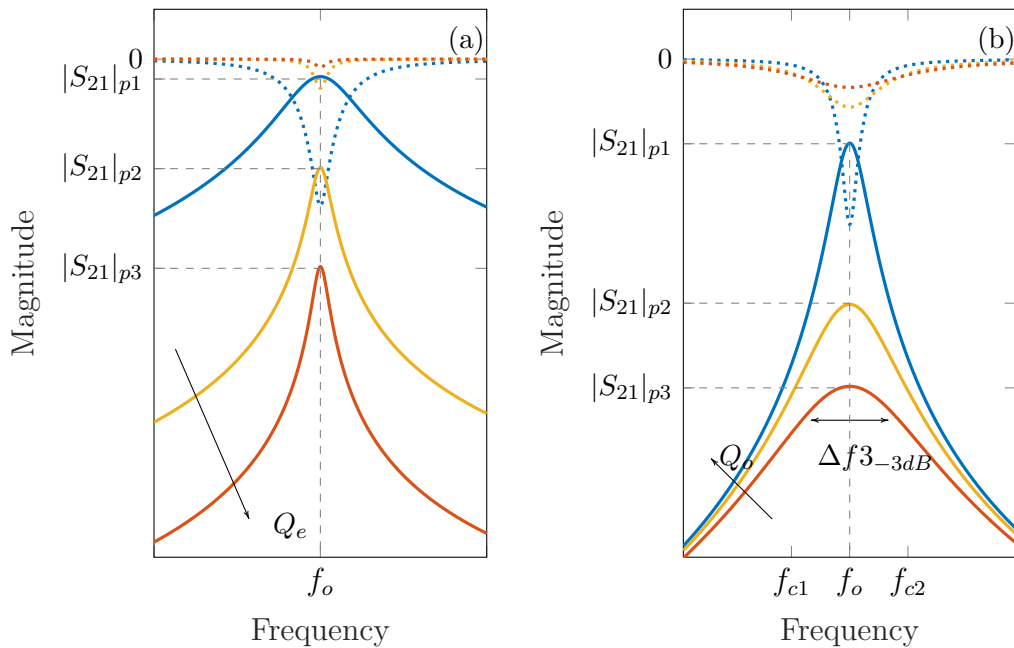 (a)
0
|S21|p1
|S21|p2
|S21|p3
Magnitude
Qe
fo
Frequency
(b)
0
|S21|p1
|S21|p2
|S21|p3
Magnitude
Qo
Δf3−3dB
fc1 fo fc2
Frequency